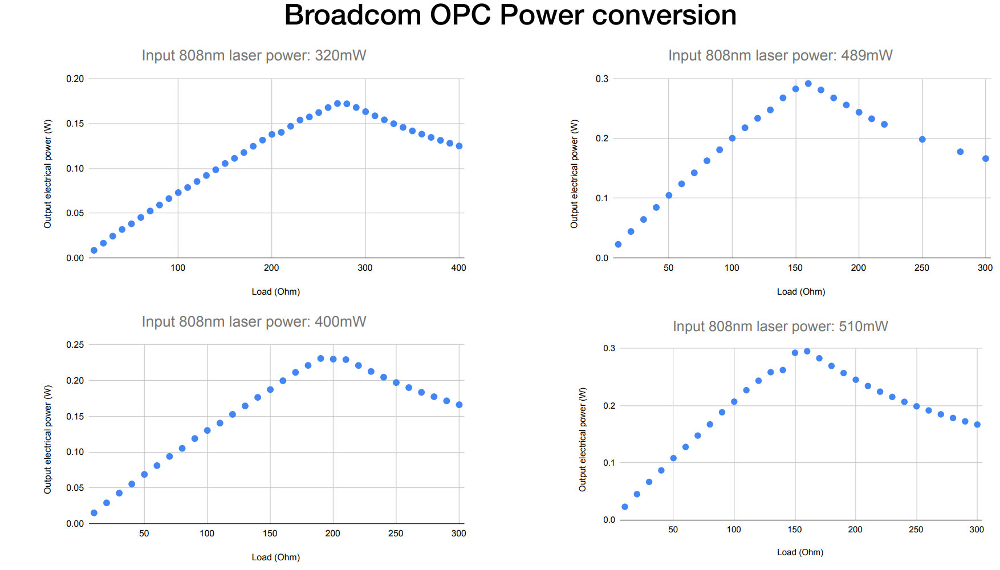 Broadcom OPC Power conversion
Input 808nm laser power: 320mW
0.20
0.15
0.10
0.05
0.00
Output electrical power (W)
100 200 300 400
Load (Ohm)
Input 808nm laser power: 489mW
0.3
0.2
0.1
0.0
Output electrical power (W)
50 100 150 200 250 300
Load (Ohm)
Input 808nm laser power: 400mW
0.25
0.20
0.15
0.10
0.05
0.00
Output electrical power (W)
50 100 150 200 250 300
Load (Ohm)
Input 808nm laser power: 510mW
0.3
0.2
0.1
0.0
Output electrical power (W)
50 100 150 200 250 300
Load (Ohm)